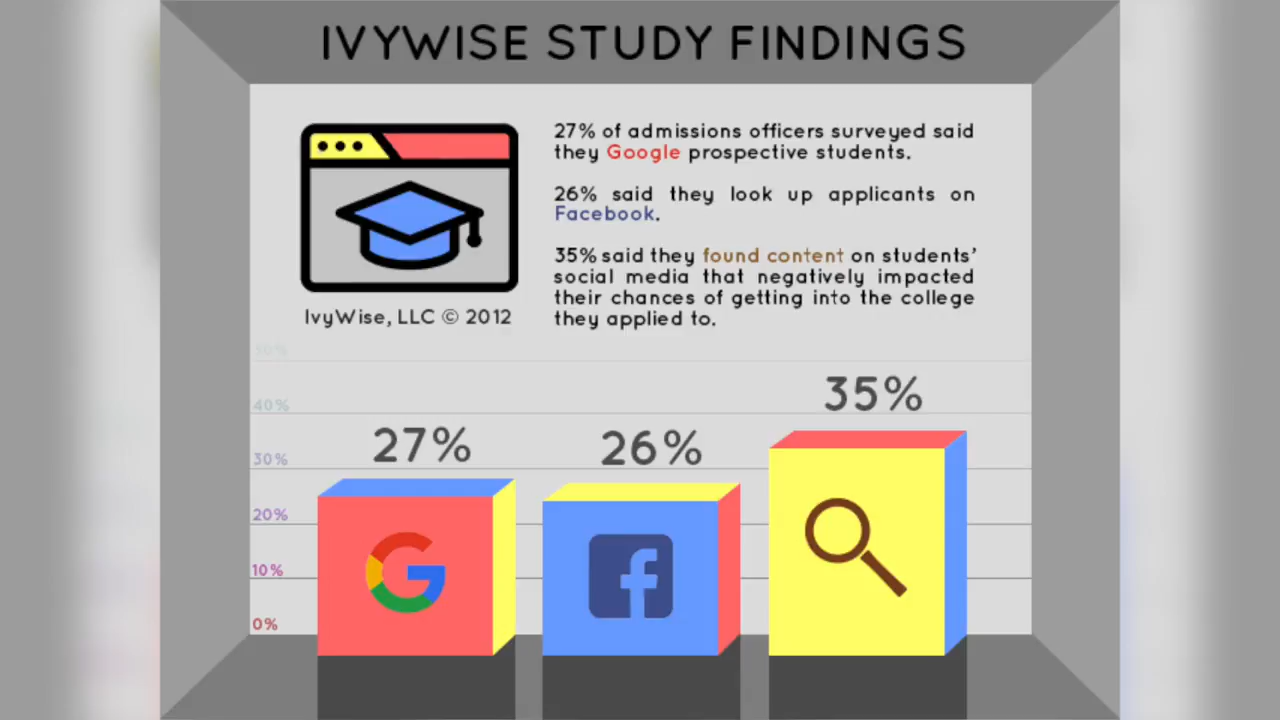 IVYWISE STUDY FINDINGS
27% of admissions officers surveyed said
they Google prospective students.
26% said they look up applicants on
Facebook.
35% said they found content on students'
social media that negatively impacted
their chances of getting into the college
they applied to.
IvyWise, LLC © 2012
50%
40%
30%
20%
10%
0%
27%
26%
35%